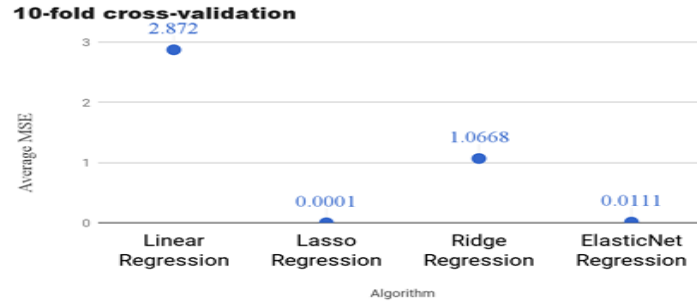 10-fold cross-validation
2.872
3
Average MSE
2
1.0668
1
0.0001
0.0111
0
Linear Regression
Lasso Regression
Ridge Regression
ElasticNet Regression
Algorithm